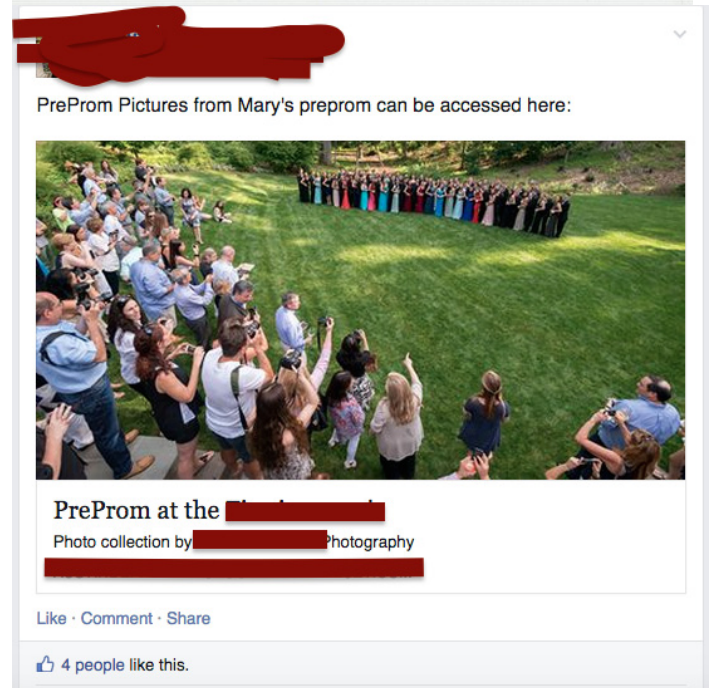 PreProm Pictures from Mary's preprom can be accessed here:
PreProm at the
Photo collection by Photography
Like · Comment · Share
4 people like this.